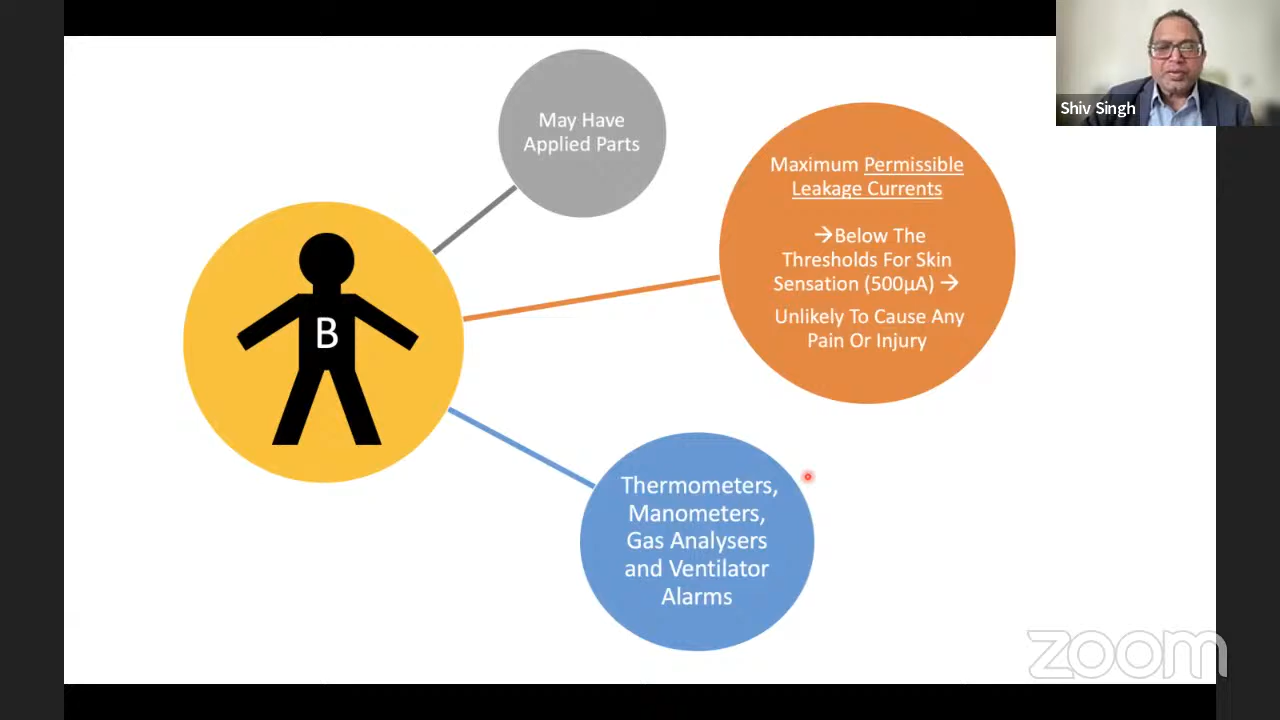 May Have
Applied Parts
Maximum Permissible
Leakage Currents
→Below The
Thresholds For Skin
Sensation (500µA) →
Unlikely To Cause Any
Pain Or Injury
B
Thermometers,
Manometers,
Gas Analysers
and Ventilator
Alarms
Shiv Singh
zoom